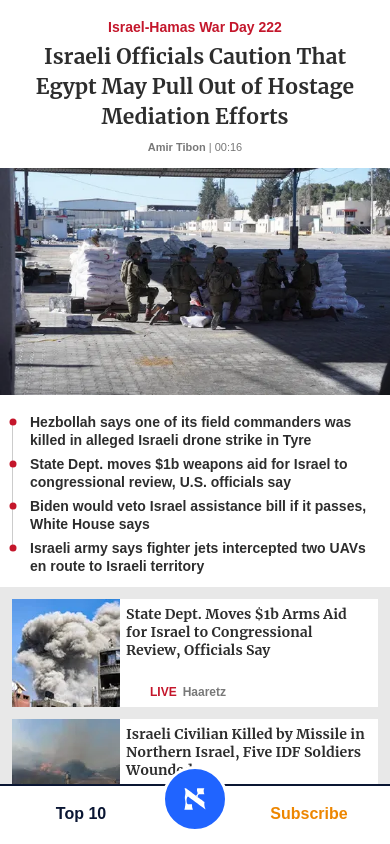 Israel-Hamas War Day 222
Israeli Officials Caution That
Egypt May Pull Out of Hostage
Mediation Efforts
Amir Tibon | 00:16
Hezbollah says one of its field commanders was
killed in alleged Israeli drone strike in Tyre
State Dept. moves $1b weapons aid for Israel to
congressional review, U.S. officials say
Biden would veto Israel assistance bill if it passes,
White House says
Israeli army says fighter jets intercepted two UAVs
en route to Israeli territory
State Dept. Moves $1b Arms Aid
for Israel to Congressional
Review, Officials Say
LIVE Haaretz
Israeli Civilian Killed by Missile in
Northern Israel, Five IDF Soldiers
Wounded
Top 10
Subscribe